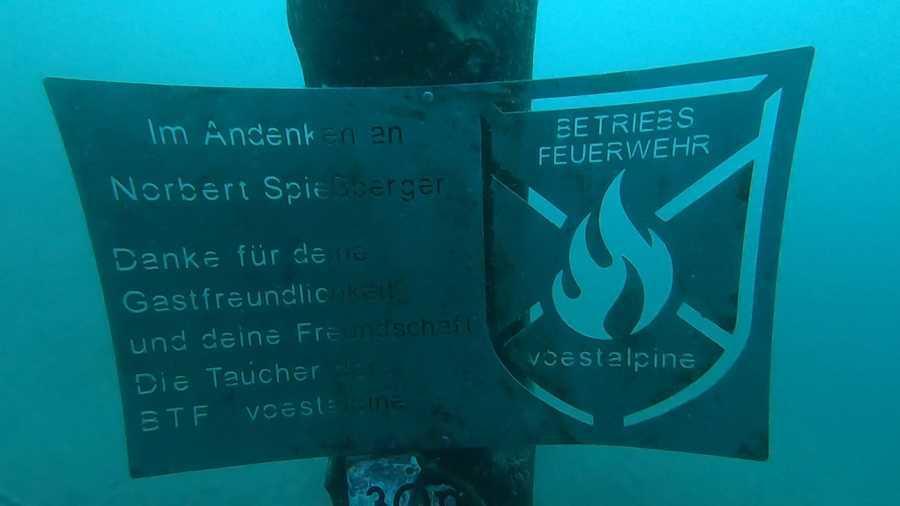 Im Andenken an
Norbert Spießberger
Danke für deine
Gastfreundlichkeit
und deine Freundschaft
Die Taucher der
BTF voestalpine
BETRIEBS
FEUERWEHR
voestalpine